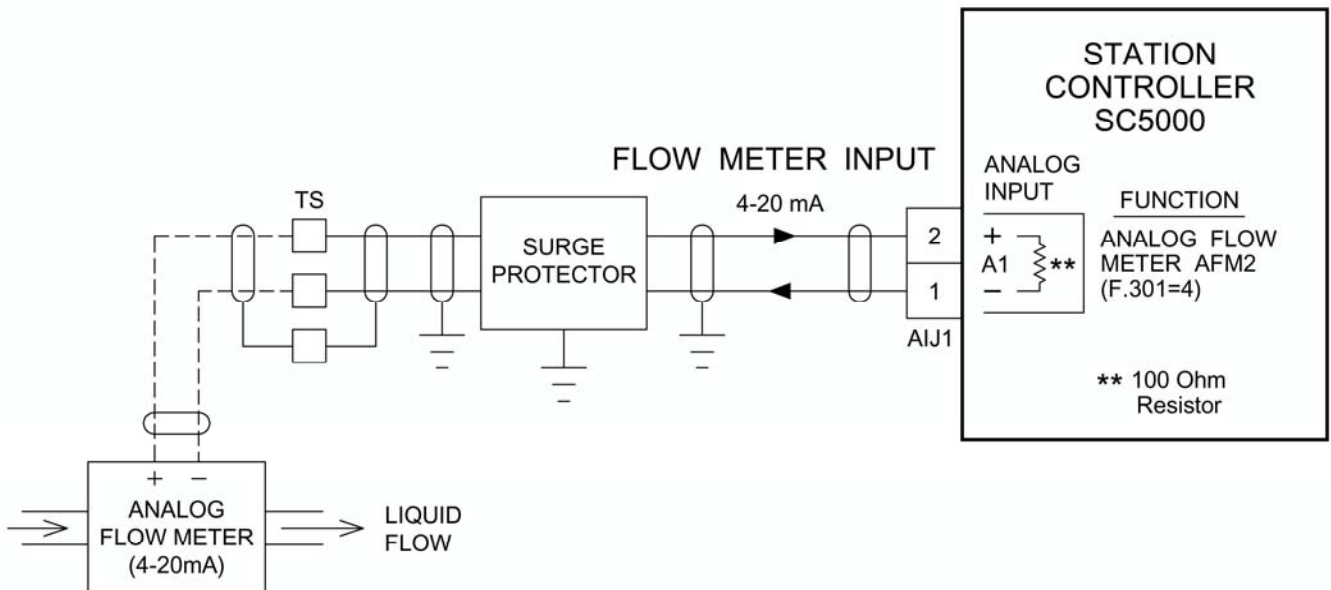 STATION
CONTROLLER
SC5000
FLOW METER INPUT
ANALOG
INPUT
FUNCTION
TS
4-20 mA
SURGE
PROTECTOR
2
1
+
A1
−
**
ANALOG FLOW
METER AFM2
(F.301=4)
AIJ1
** 100 Ohm
Resistor
+ −
ANALOG
FLOW METER
(4-20mA)
LIQUID
FLOW